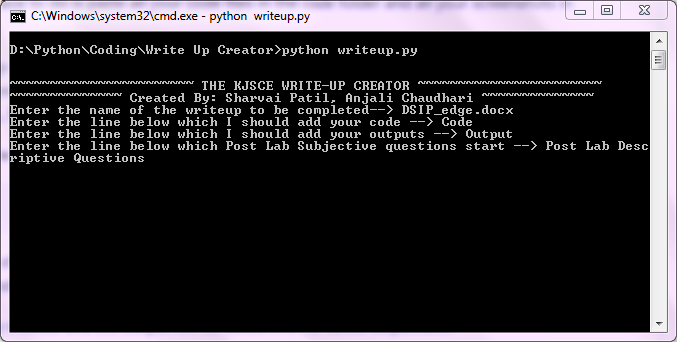 C:\Windows\system32\cmd.exe - python  writeup.py
D:\Python\Coding\Write Up Creator>python writeup.py
~~~~~~~~~~~~~~~~~~~~~~~~~~ THE KJSCE WRITE-UP CREATOR ~~~~~~~~~~~~~~~~~~~~~~~~~~
~~~~~~~~~~~~~~~~ Created By: Sharvai Patil, Anjali Chaudhari ~~~~~~~~~~~~~~~~
Enter the name of the writeup to be completed--> DSIP_edge.docx
Enter the line below which I should add your code --> Code
Enter the line below which I should add your outputs --> Output
Enter the line below which Post Lab Subjective questions start --> Post Lab Desc
riptive Questions